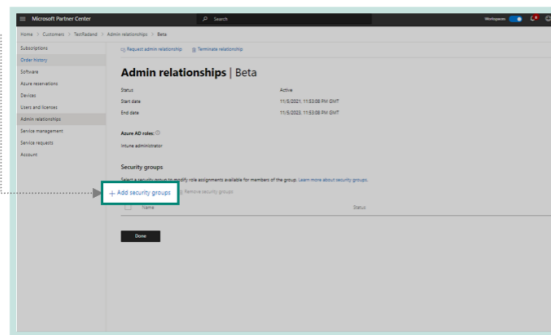 Microsoft Partner Center
Search
Workspaces
Home / Customers / TestTailwind / Admin relationships / Beta
Subscriptions
Order history
Software
Azure reservations
Devices
Users and licenses
Admin relationships
Service management
Service requests
Account
Request admin relationship
Terminate relationship
Admin relationships | Beta
Status Active
Start date 11/5/2021, 11:53:08 PM GMT
End date 11/5/2023, 11:53:08 PM GMT
Azure AD roles:
Intune administrator
Security groups
Select a security group to modify role assignments available for members of the group. Learn more about security groups.
+ Add security groups
Remove security groups
Name Status
Done